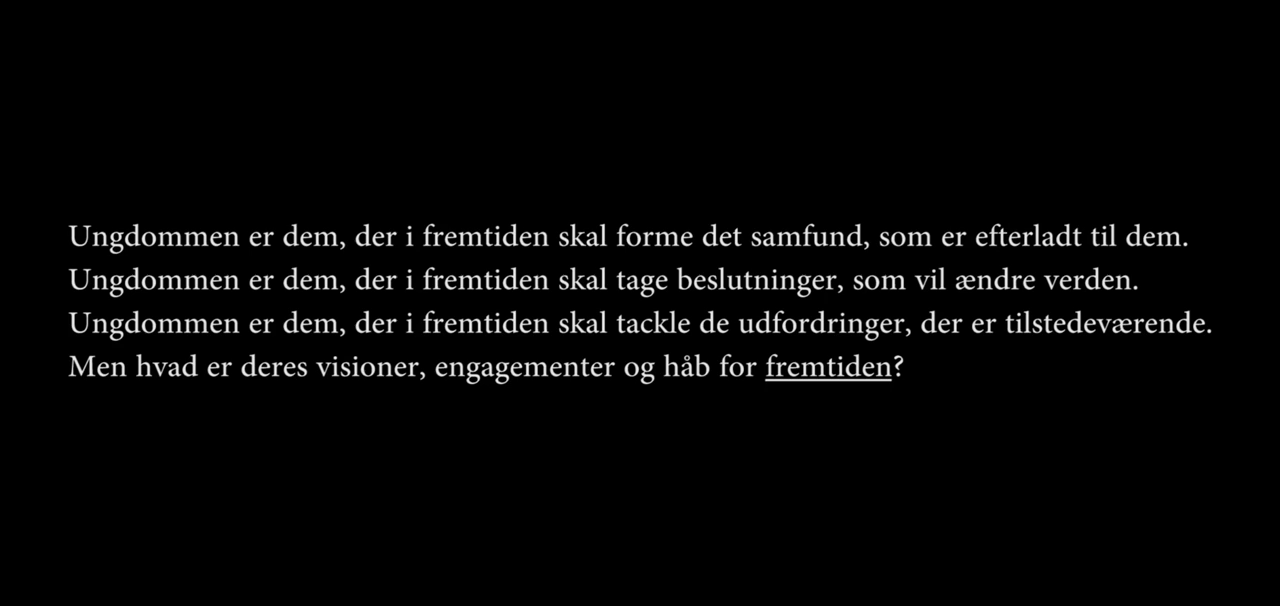 Ungdommen er dem, der i fremtiden skal forme det samfund, som er efterladt til dem.
Ungdommen er dem, der i fremtiden skal tage beslutninger, som vil ændre verden.
Ungdommen er dem, der i fremtiden skal tackle de udfordringer, der er tilstedeværende.
Men hvad er deres visioner, engagementer og håb for fremtiden?